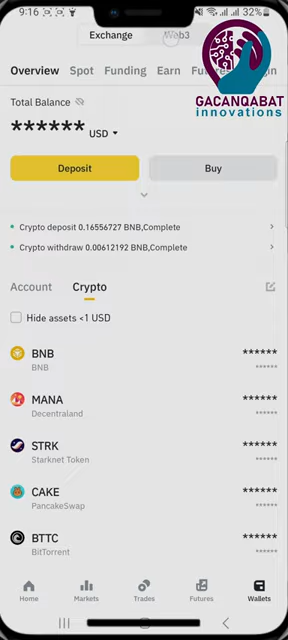 9:16 32%
Exchange Web3
GACANQABAT
innovations
Overview Spot Funding Earn
Total Balance
****** USD
Deposit Buy
Crypto deposit 0.16556727 BNB,Complete
Crypto withdraw 0.00612192 BNB,Complete
Account Crypto
Hide assets <1 USD
BNB ******
BNB ******
MANA ******
Decentraland ******
STRK ******
Starknet Token ******
CAKE ******
PancakeSwap ******
BTTC ******
BitTorrent ******
Home Markets Trades Futures Wallets